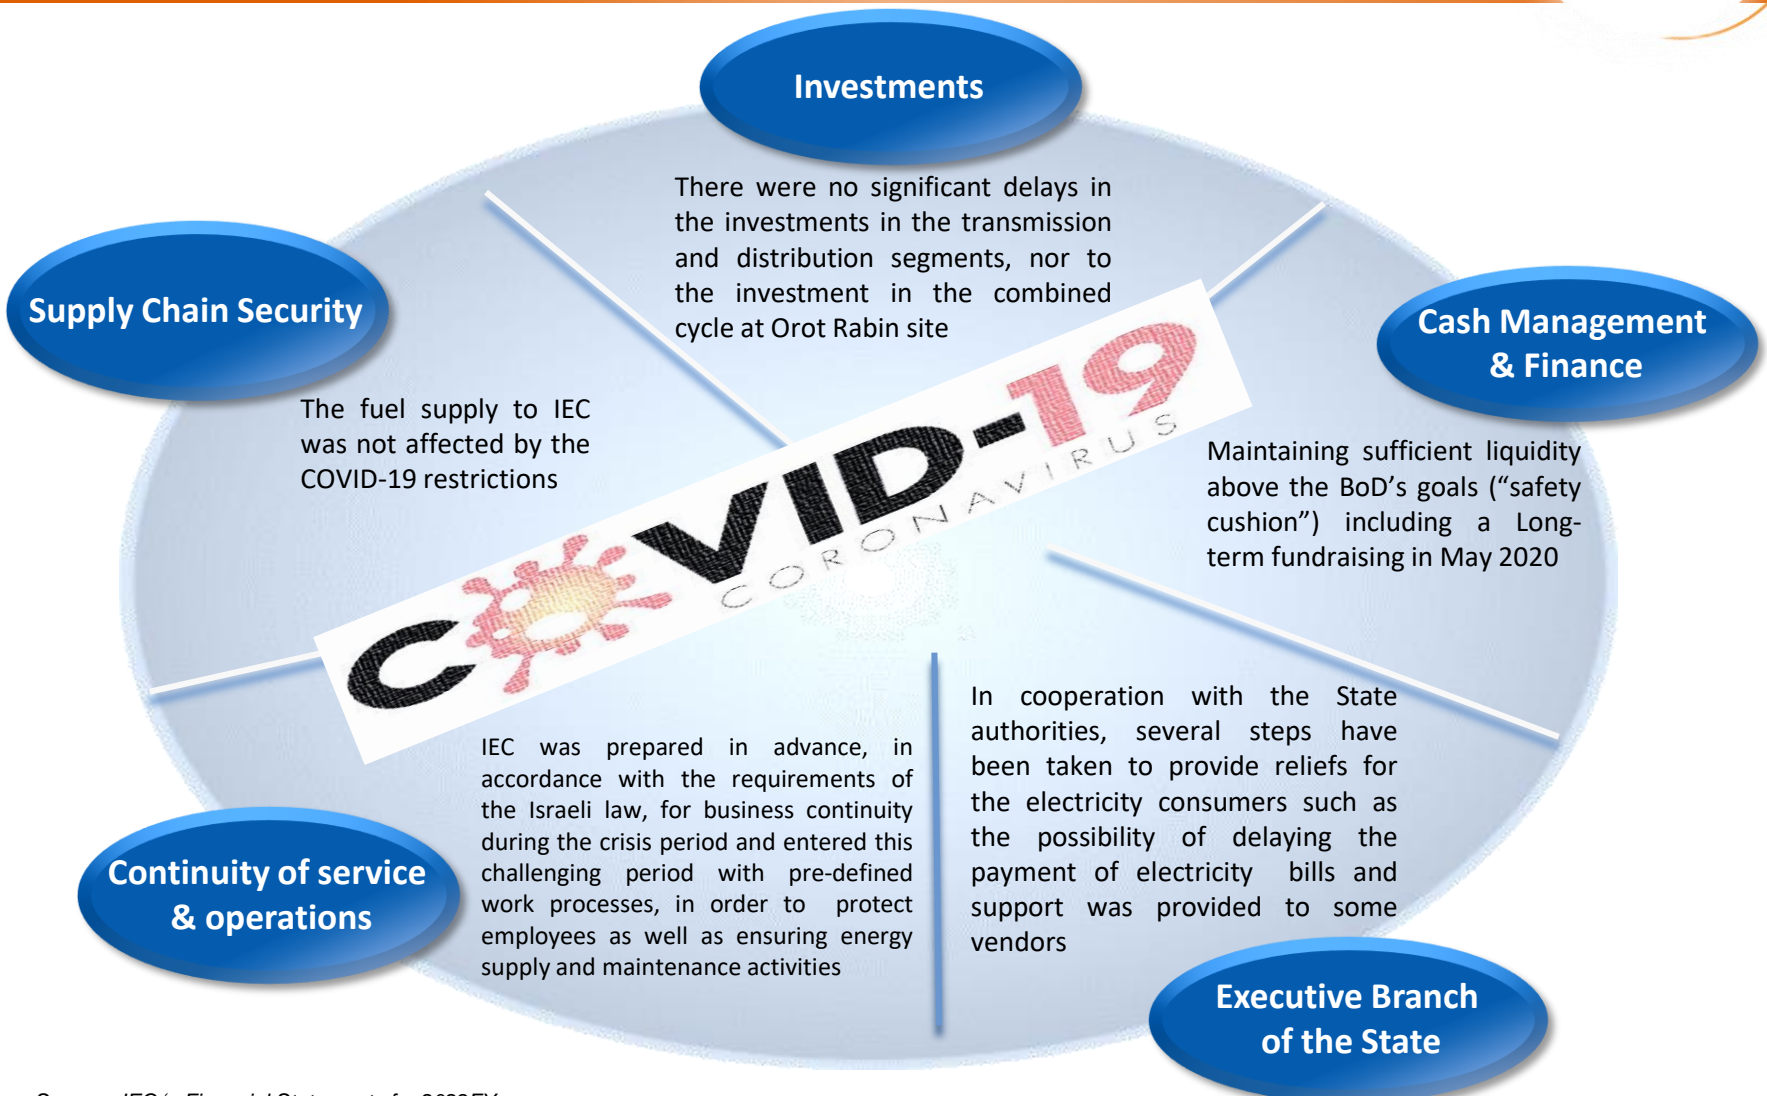 Investments
There were no significant delays in
the investments in the transmission
and distribution segments, nor to
the investment in the combined
cycle at Orot Rabin site
Supply Chain Security
The fuel supply to IEC
was not affected by the
COVID-19 restrictions
Cash Management
& Finance
Maintaining sufficient liquidity
above the BoD’s goals (“safety
cushion”) including a Long-
term fundraising in May 2020
COVID-19
CORONAVIRUS
Continuity of service
& operations
IEC was prepared in advance, in
accordance with the requirements of
the Israeli law, for business continuity
during the crisis period and entered this
challenging period with pre-defined
work processes, in order to protect
employees as well as ensuring energy
supply and maintenance activities
In cooperation with the State
authorities, several steps have
been taken to provide reliefs for
the electricity consumers such as
the possibility of delaying the
payment of electricity bills and
support was provided to some
vendors
Executive Branch
of the State